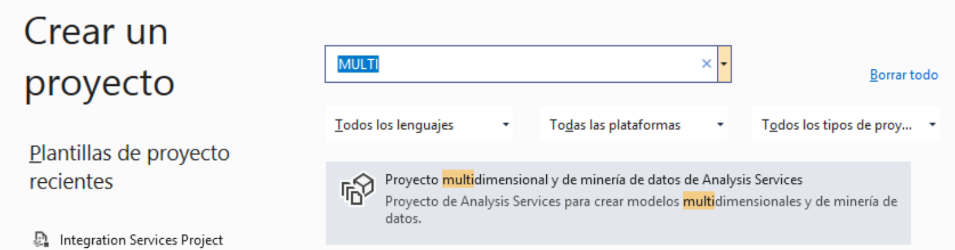 Crear un
proyecto
MULTI
Borrar todo
Todos los lenguajes
Todas las plataformas
Todos los tipos de proy...
Plantillas de proyecto
recientes
Proyecto multidimensional y de minería de datos de Analysis Services
Proyecto de Analysis Services para crear modelos multidimensionales y de minería de
datos.
Integration Services Project